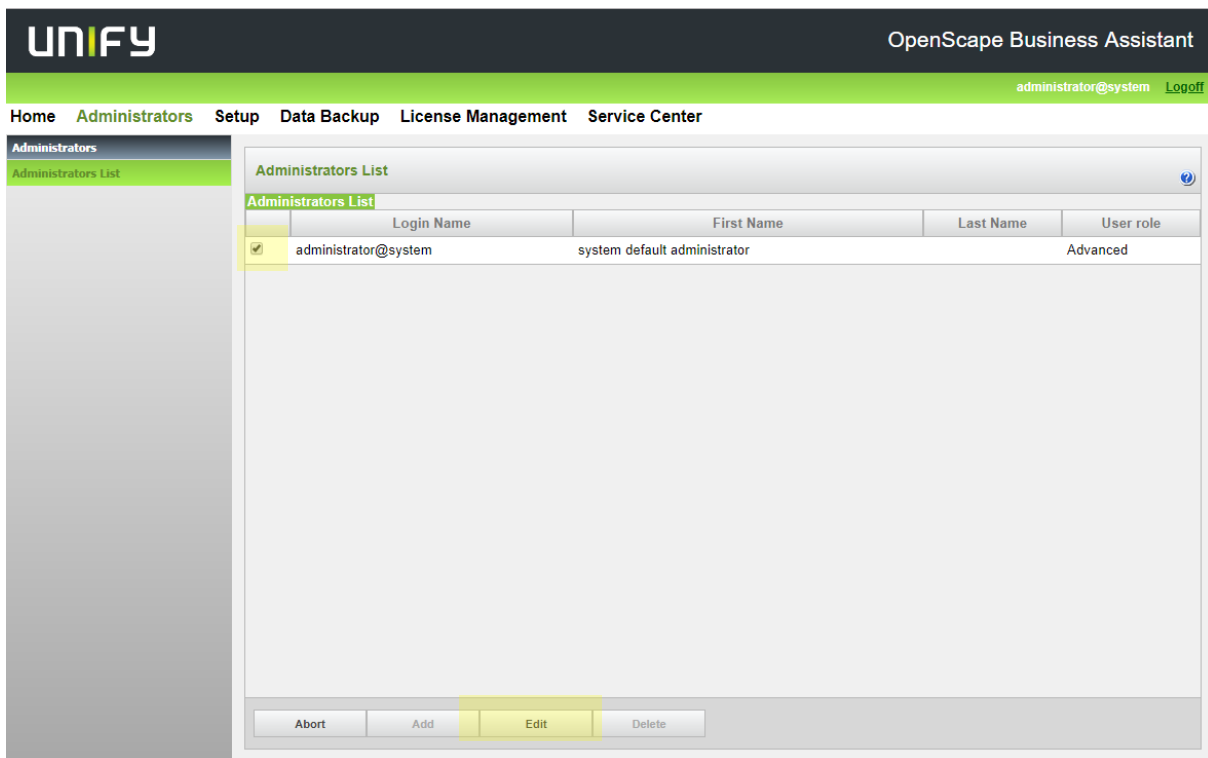 UNIFY
OpenScape Business Assistant
administrator@system Logoff
Home Administrators Setup Data Backup License Management Service Center
Administrators
Administrators List
Administrators List
?
Administrators List
Login Name First Name Last Name User role
administrator@system system default administrator Advanced
Abort Add Edit Delete